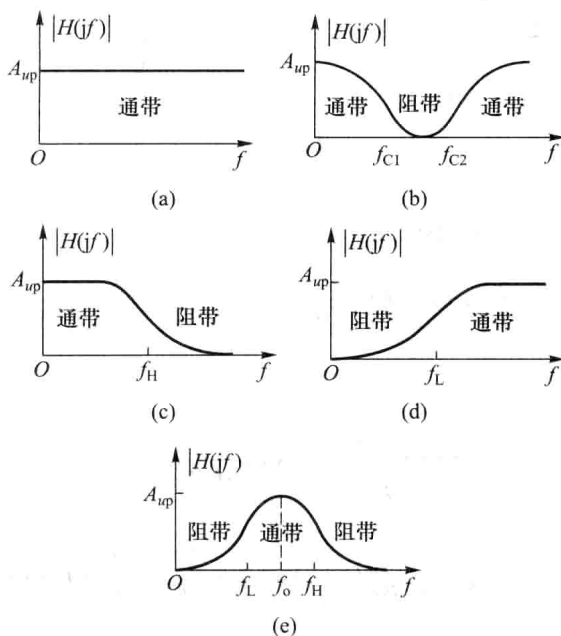 |H(jf)|
A_up
通带
O
f
(a)
|H(jf)|
A_up
通带
阻带
通带
O
f_C1
f_C2
f
(b)
|H(jf)|
A_up
通带
阻带
O
f_H
f
(c)
|H(jf)|
A_up
阻带
通带
O
f_L
f
(d)
|H(jf)
A_up
阻带
通带
阻带
O
f_L
f_o
f_H
f
(e)